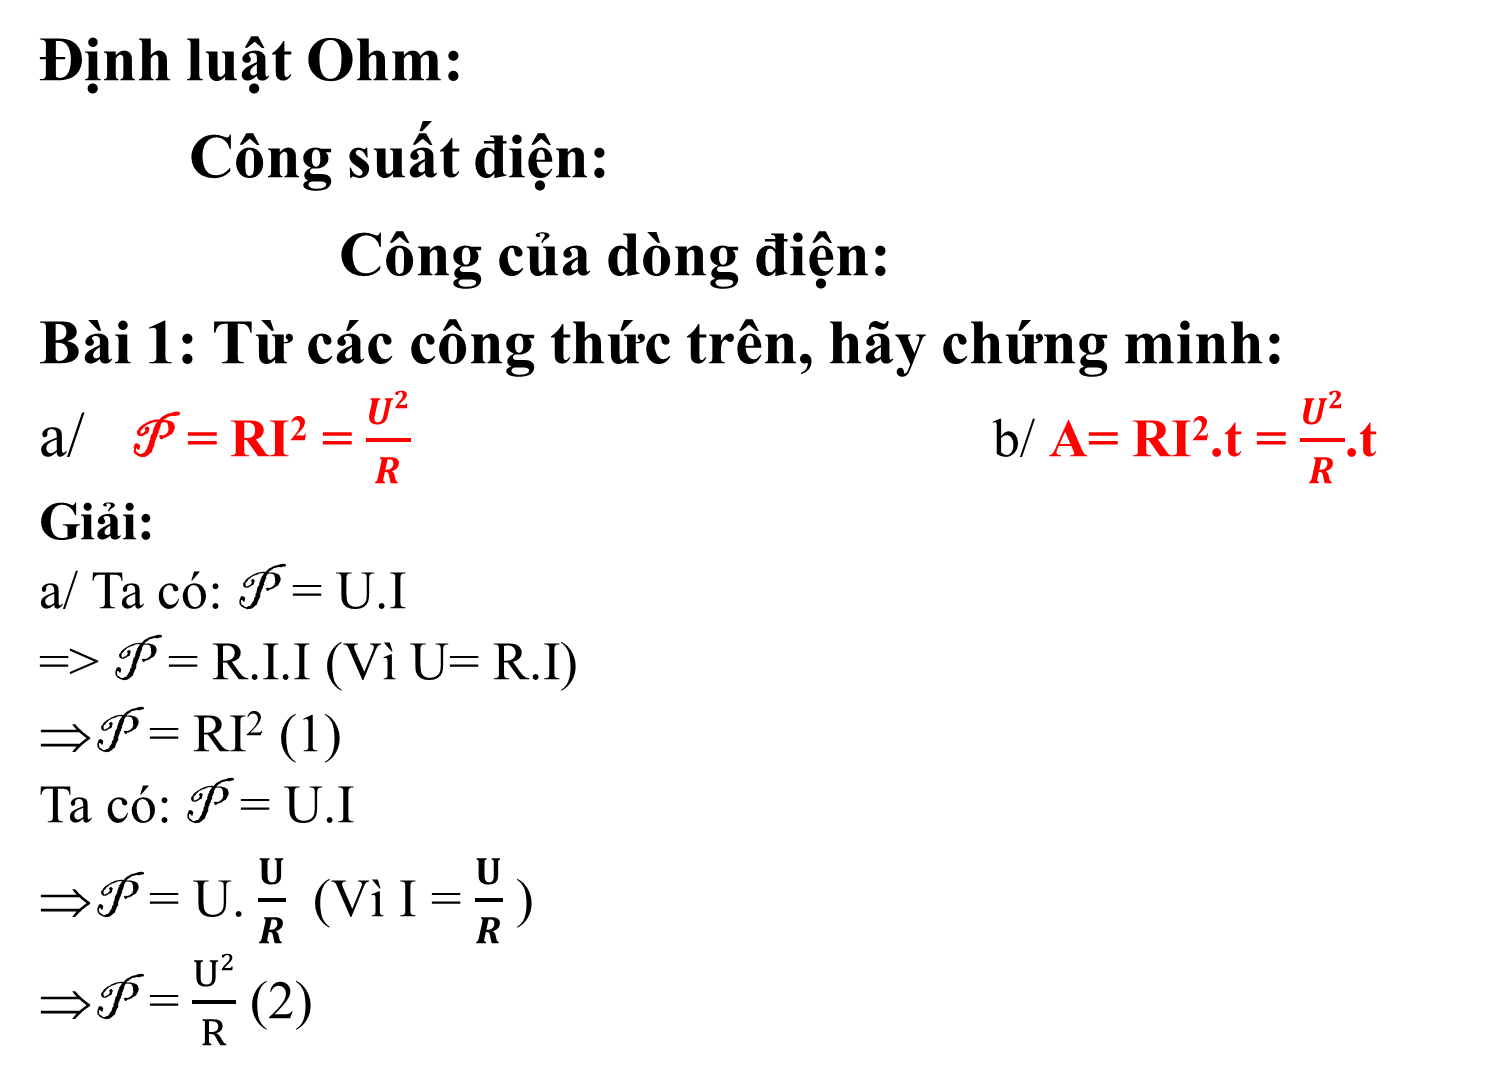 Định luật Ohm:
Công suất điện:
Công của dòng điện:
Bài 1: Từ các công thức trên, hãy chứng minh:
a/ 𝒫 = RI² = U²/R b/ A= RI².t = U²/R.t
Giải:
a/ Ta có: 𝒫 = U.I
=> 𝒫 = R.I.I (Vì U= R.I)
⇒𝒫 = RI² (1)
Ta có: 𝒫 = U.I
⇒𝒫 = U. U/R (Vì I = U/R )
⇒𝒫 = U²/R (2)